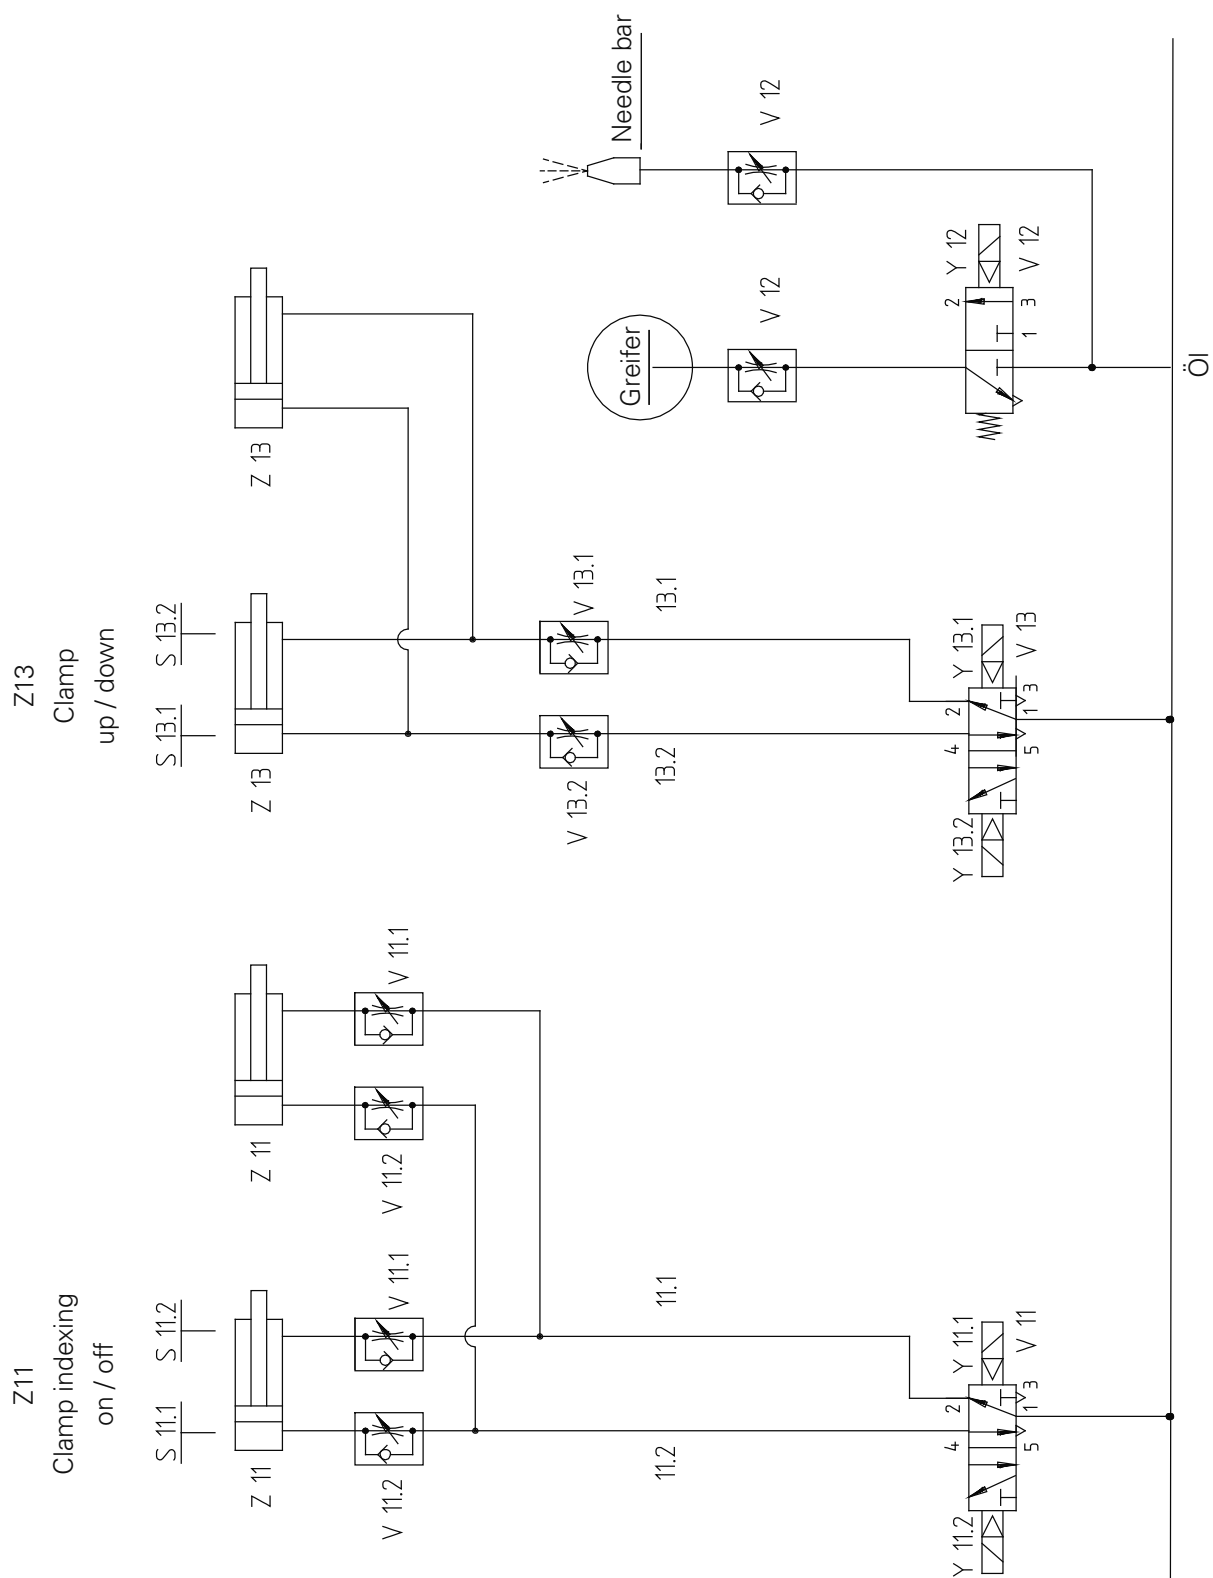 Z11
Clamp indexing
on / off
S 11.1
S 11.2
Z 11
Z 11
V 11.2
V 11.1
V 11.2
V 11.1
11.2
11.1
Y 11.2
4
2
Y 11.1
5
1
3
V 11
Z13
Clamp
up / down
S 13.1
S 13.2
Z 13
Z 13
V 13.2
V 13.1
13.2
13.1
Y 13.2
4
2
Y 13.1
5
1
3
V 13
Greifer
Needle bar
V 12
V 12
2
Y 12
1
3
V 12
Öl